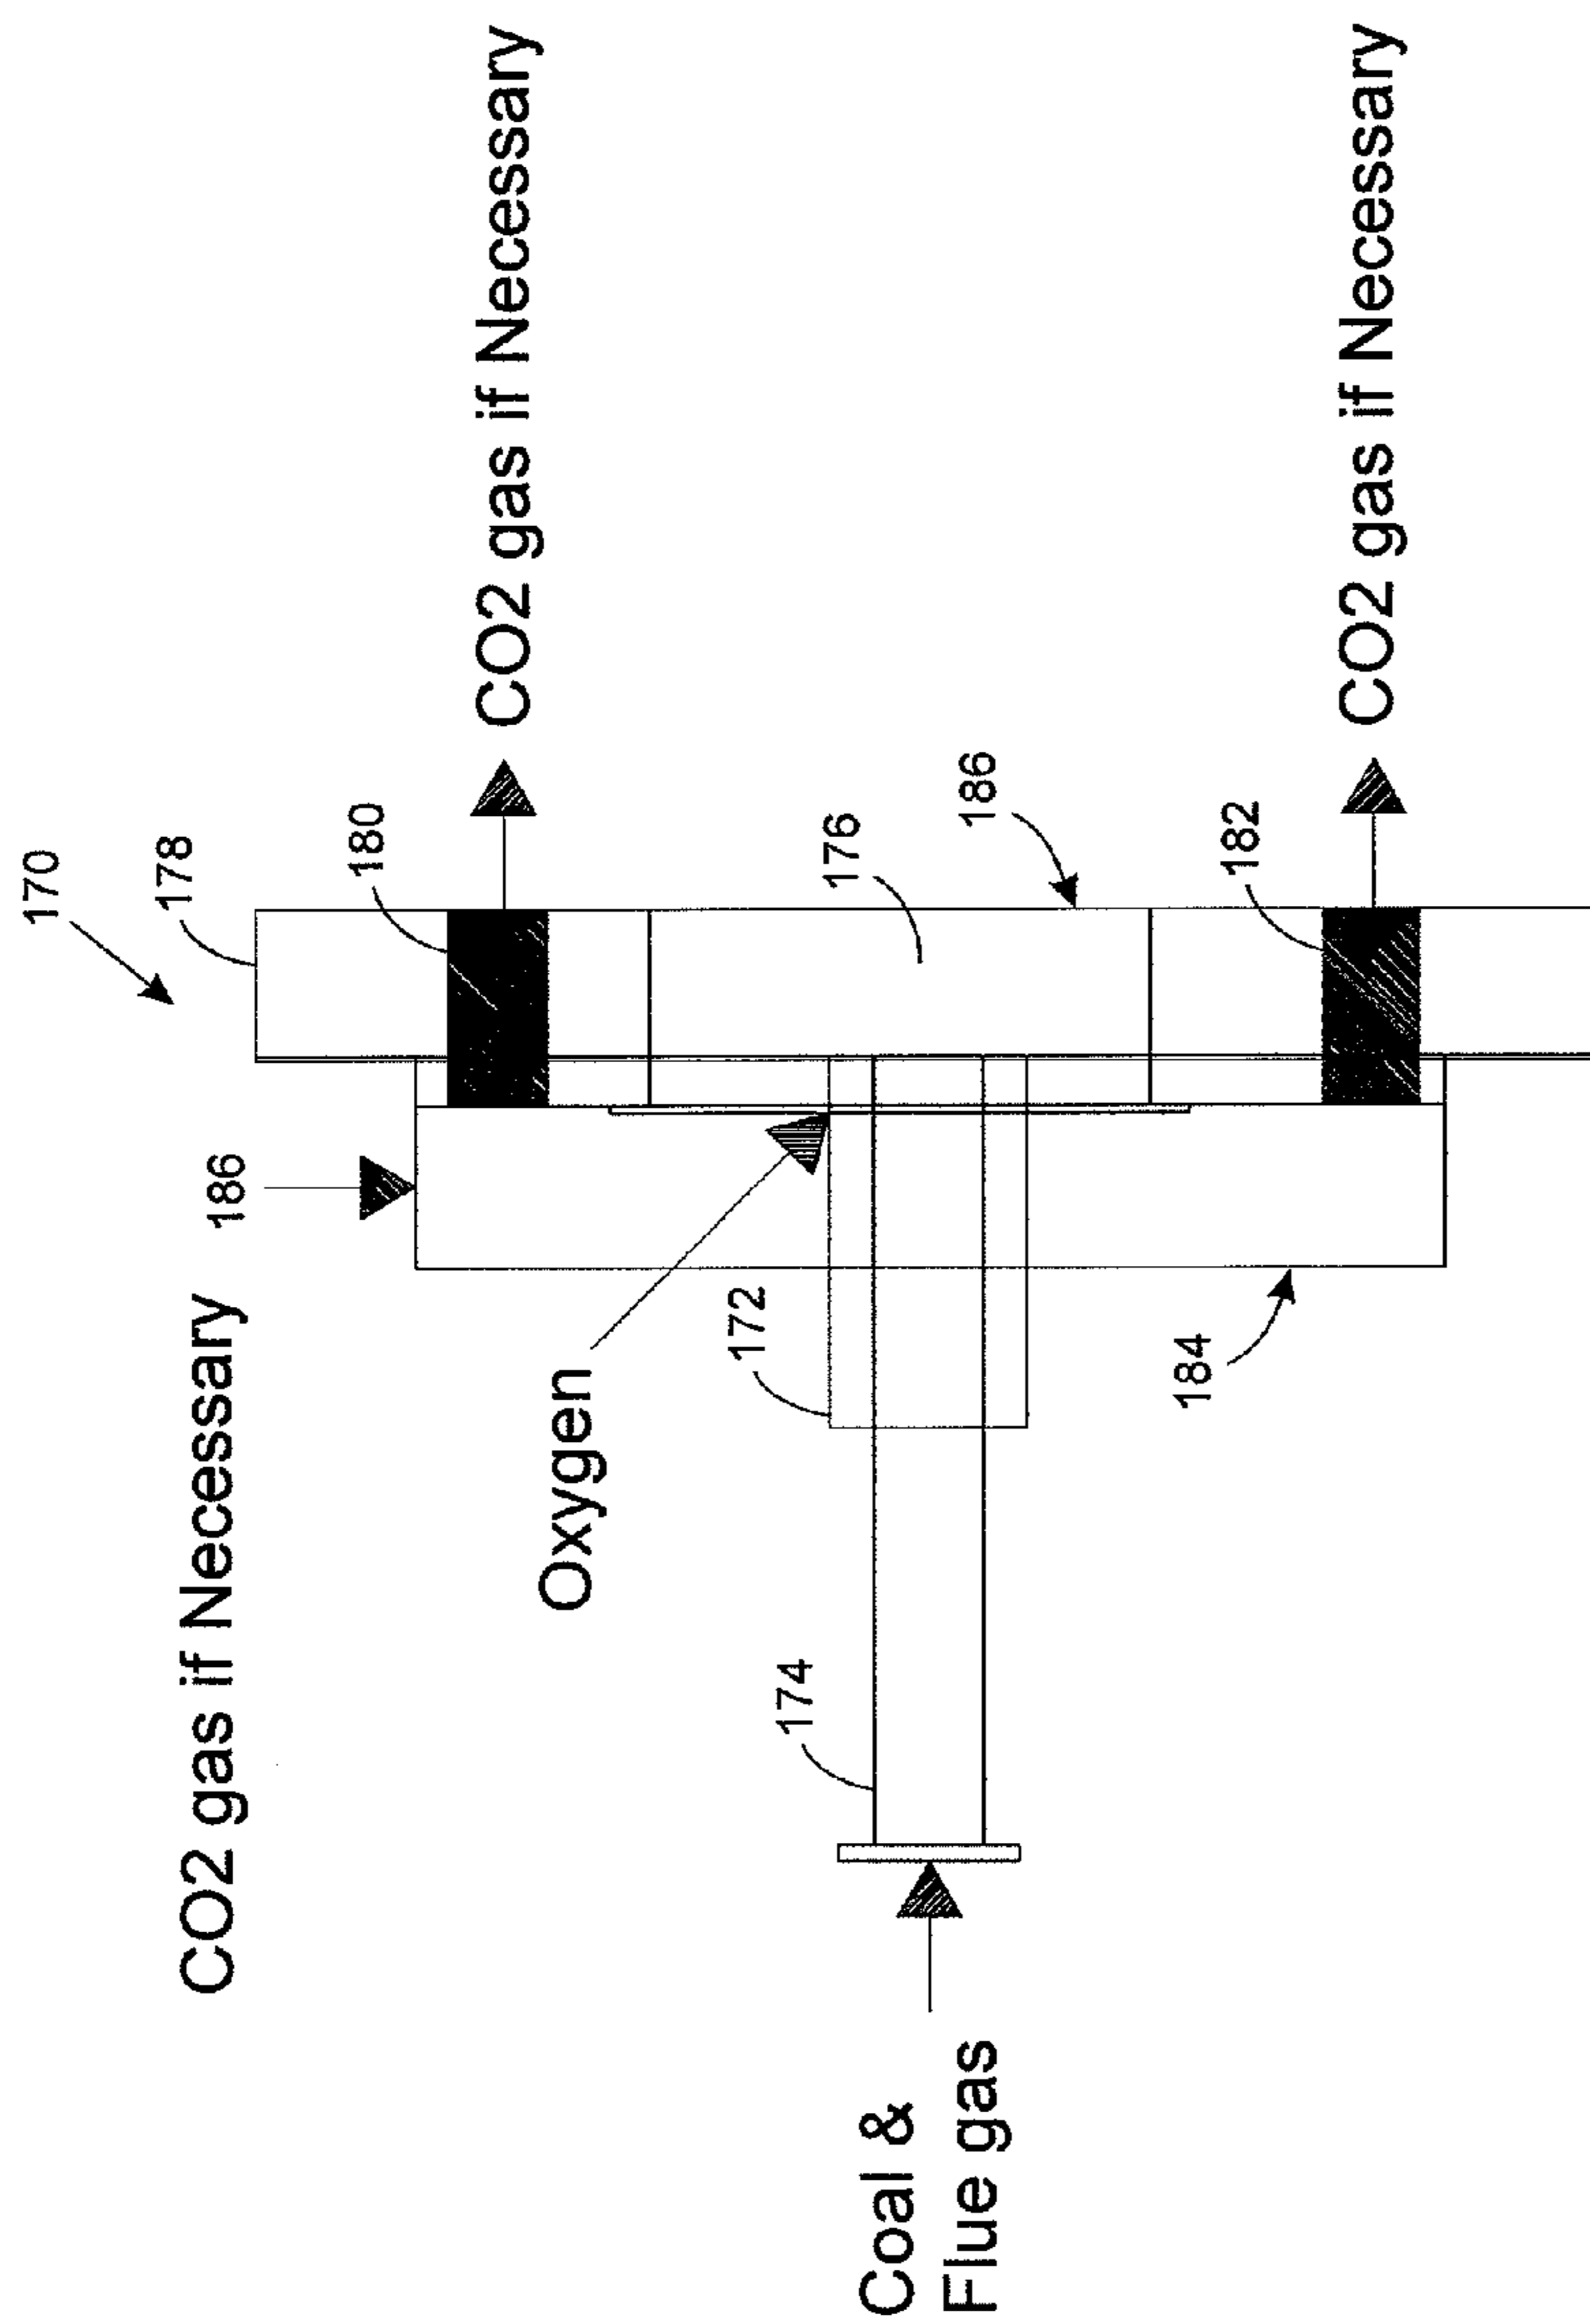 170
178
180
CO2 gas if Necessary
186
CO2 gas if Necessary
Oxygen
172
174
176
186
182
CO2 gas if Necessary
184
Coal &
Flue gas